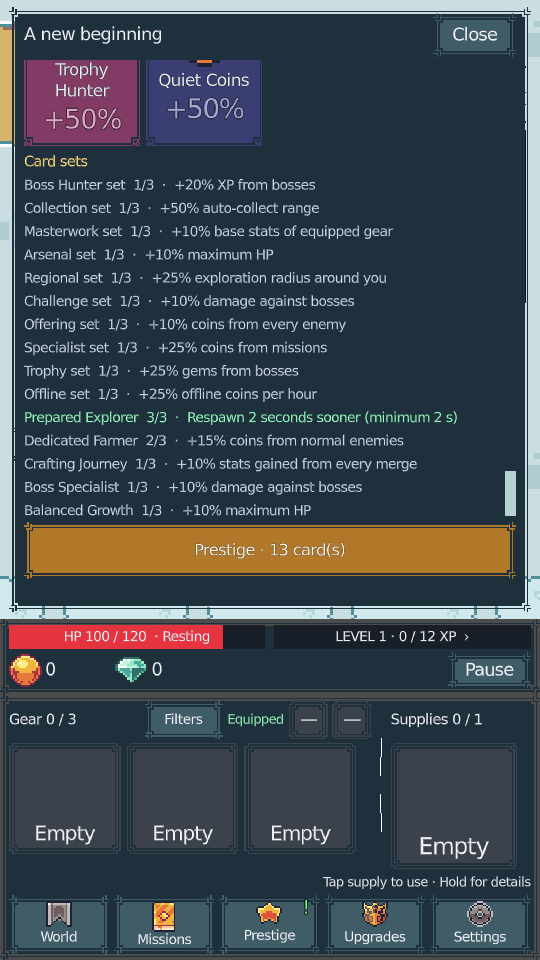 A new beginning
Close
Trophy
Hunter
+50%
Quiet Coins
+50%
Card sets
Boss Hunter set 1/3 · +20% XP from bosses
Collection set 1/3 · +50% auto-collect range
Masterwork set 1/3 · +10% base stats of equipped gear
Arsenal set 1/3 · +10% maximum HP
Regional set 1/3 · +25% exploration radius around you
Challenge set 1/3 · +10% damage against bosses
Offering set 1/3 · +10% coins from every enemy
Specialist set 1/3 · +25% coins from missions
Trophy set 1/3 · +25% gems from bosses
Offline set 1/3 · +25% offline coins per hour
Prepared Explorer 3/3 · Respawn 2 seconds sooner (minimum 2 s)
Dedicated Farmer 2/3 · +15% coins from normal enemies
Crafting Journey 1/3 · +10% stats gained from every merge
Boss Specialist 1/3 · +10% damage against bosses
Balanced Growth 1/3 · +10% maximum HP
Prestige · 13 card(s)
HP 100 / 120 · Resting
LEVEL 1 · 0 / 12 XP ›
0
0
Pause
Gear 0 / 3
Filters
Equipped
—
—
Supplies 0 / 1
Empty
Empty
Empty
Empty
Tap supply to use · Hold for details
World
Missions
!
Prestige
Upgrades
Settings